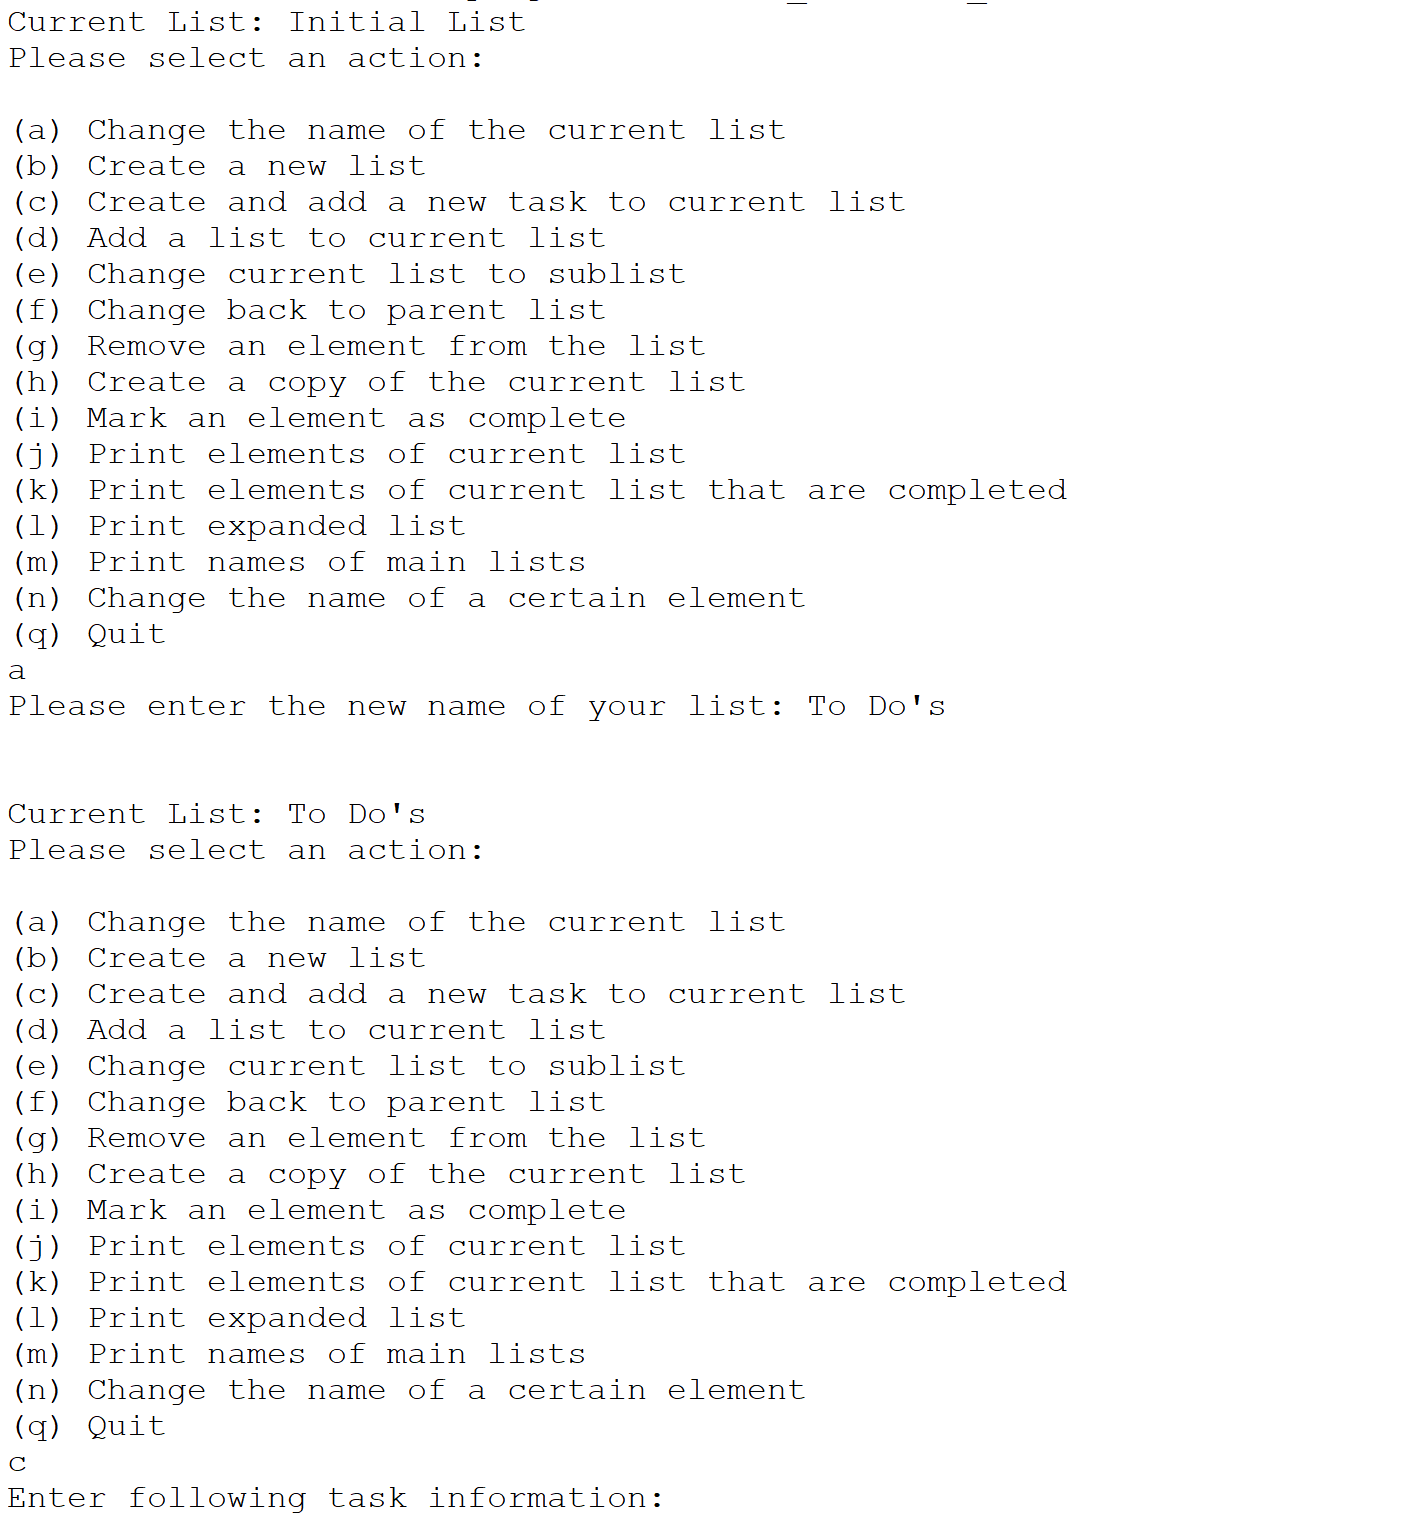 Current List: Initial List
Please select an action:
(a) Change the name of the current list
(b) Create a new list
(c) Create and add a new task to current list
(d) Add a list to current list
(e) Change current list to sublist
(f) Change back to parent list
(g) Remove an element from the list
(h) Create a copy of the current list
(i) Mark an element as complete
(j) Print elements of current list
(k) Print elements of current list that are completed
(l) Print expanded list
(m) Print names of main lists
(n) Change the name of a certain element
(q) Quit
a
Please enter the new name of your list: To Do's
Current List: To Do's
Please select an action:
(a) Change the name of the current list
(b) Create a new list
(c) Create and add a new task to current list
(d) Add a list to current list
(e) Change current list to sublist
(f) Change back to parent list
(g) Remove an element from the list
(h) Create a copy of the current list
(i) Mark an element as complete
(j) Print elements of current list
(k) Print elements of current list that are completed
(l) Print expanded list
(m) Print names of main lists
(n) Change the name of a certain element
(q) Quit
c
Enter following task information: